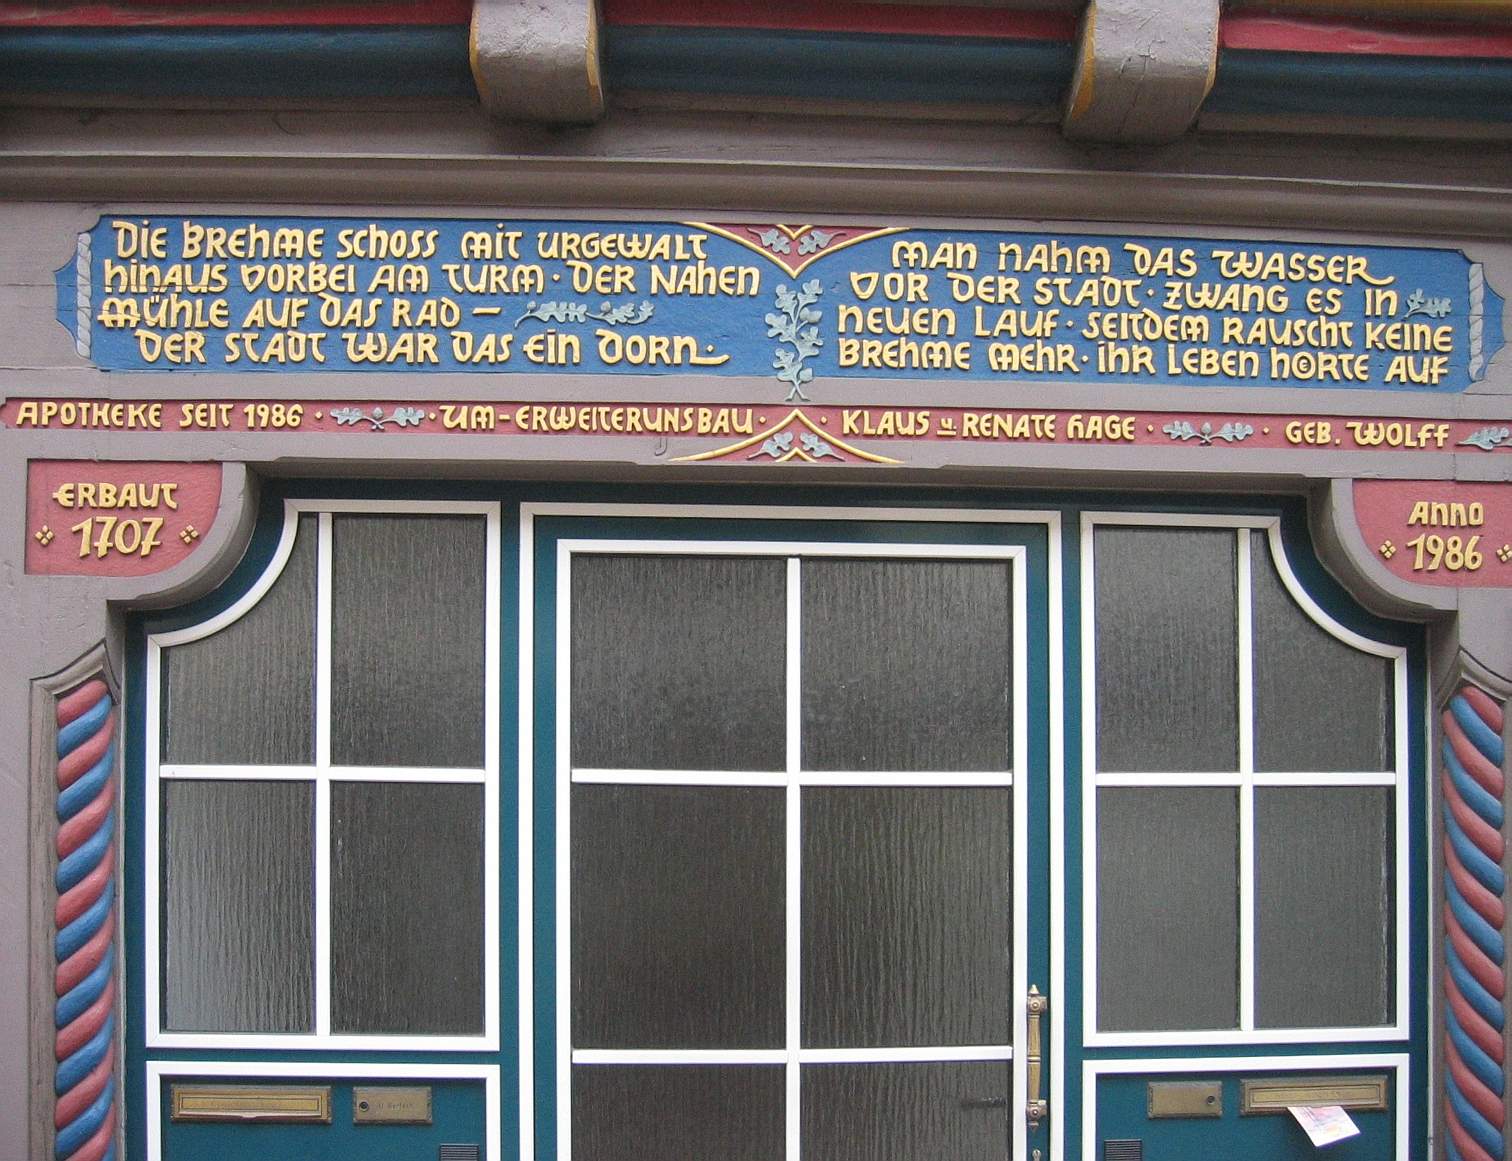 DIE BREHME SCHOSS MIT URGEWALT
HINAUS VORBEI AM TURM · DER NAHEN
MÜHLE AUF DAS RAD –
DER STADT WAR DAS EIN DORN ·
MAN NAHM DAS WASSER
VOR DER STADT · ZWANG ES IN
NEUEN LAUF · SEITDEM RAUSCHT KEINE
BREHME MEHR · IHR LEBEN HÖRTE AUF
APOTHEKE SEIT 1986 · UM-ERWEITERUNSBAU · KLAUS u. RENATE HAGE · GEB. WOLFF
ERBAUT
1707
ANNO
1986